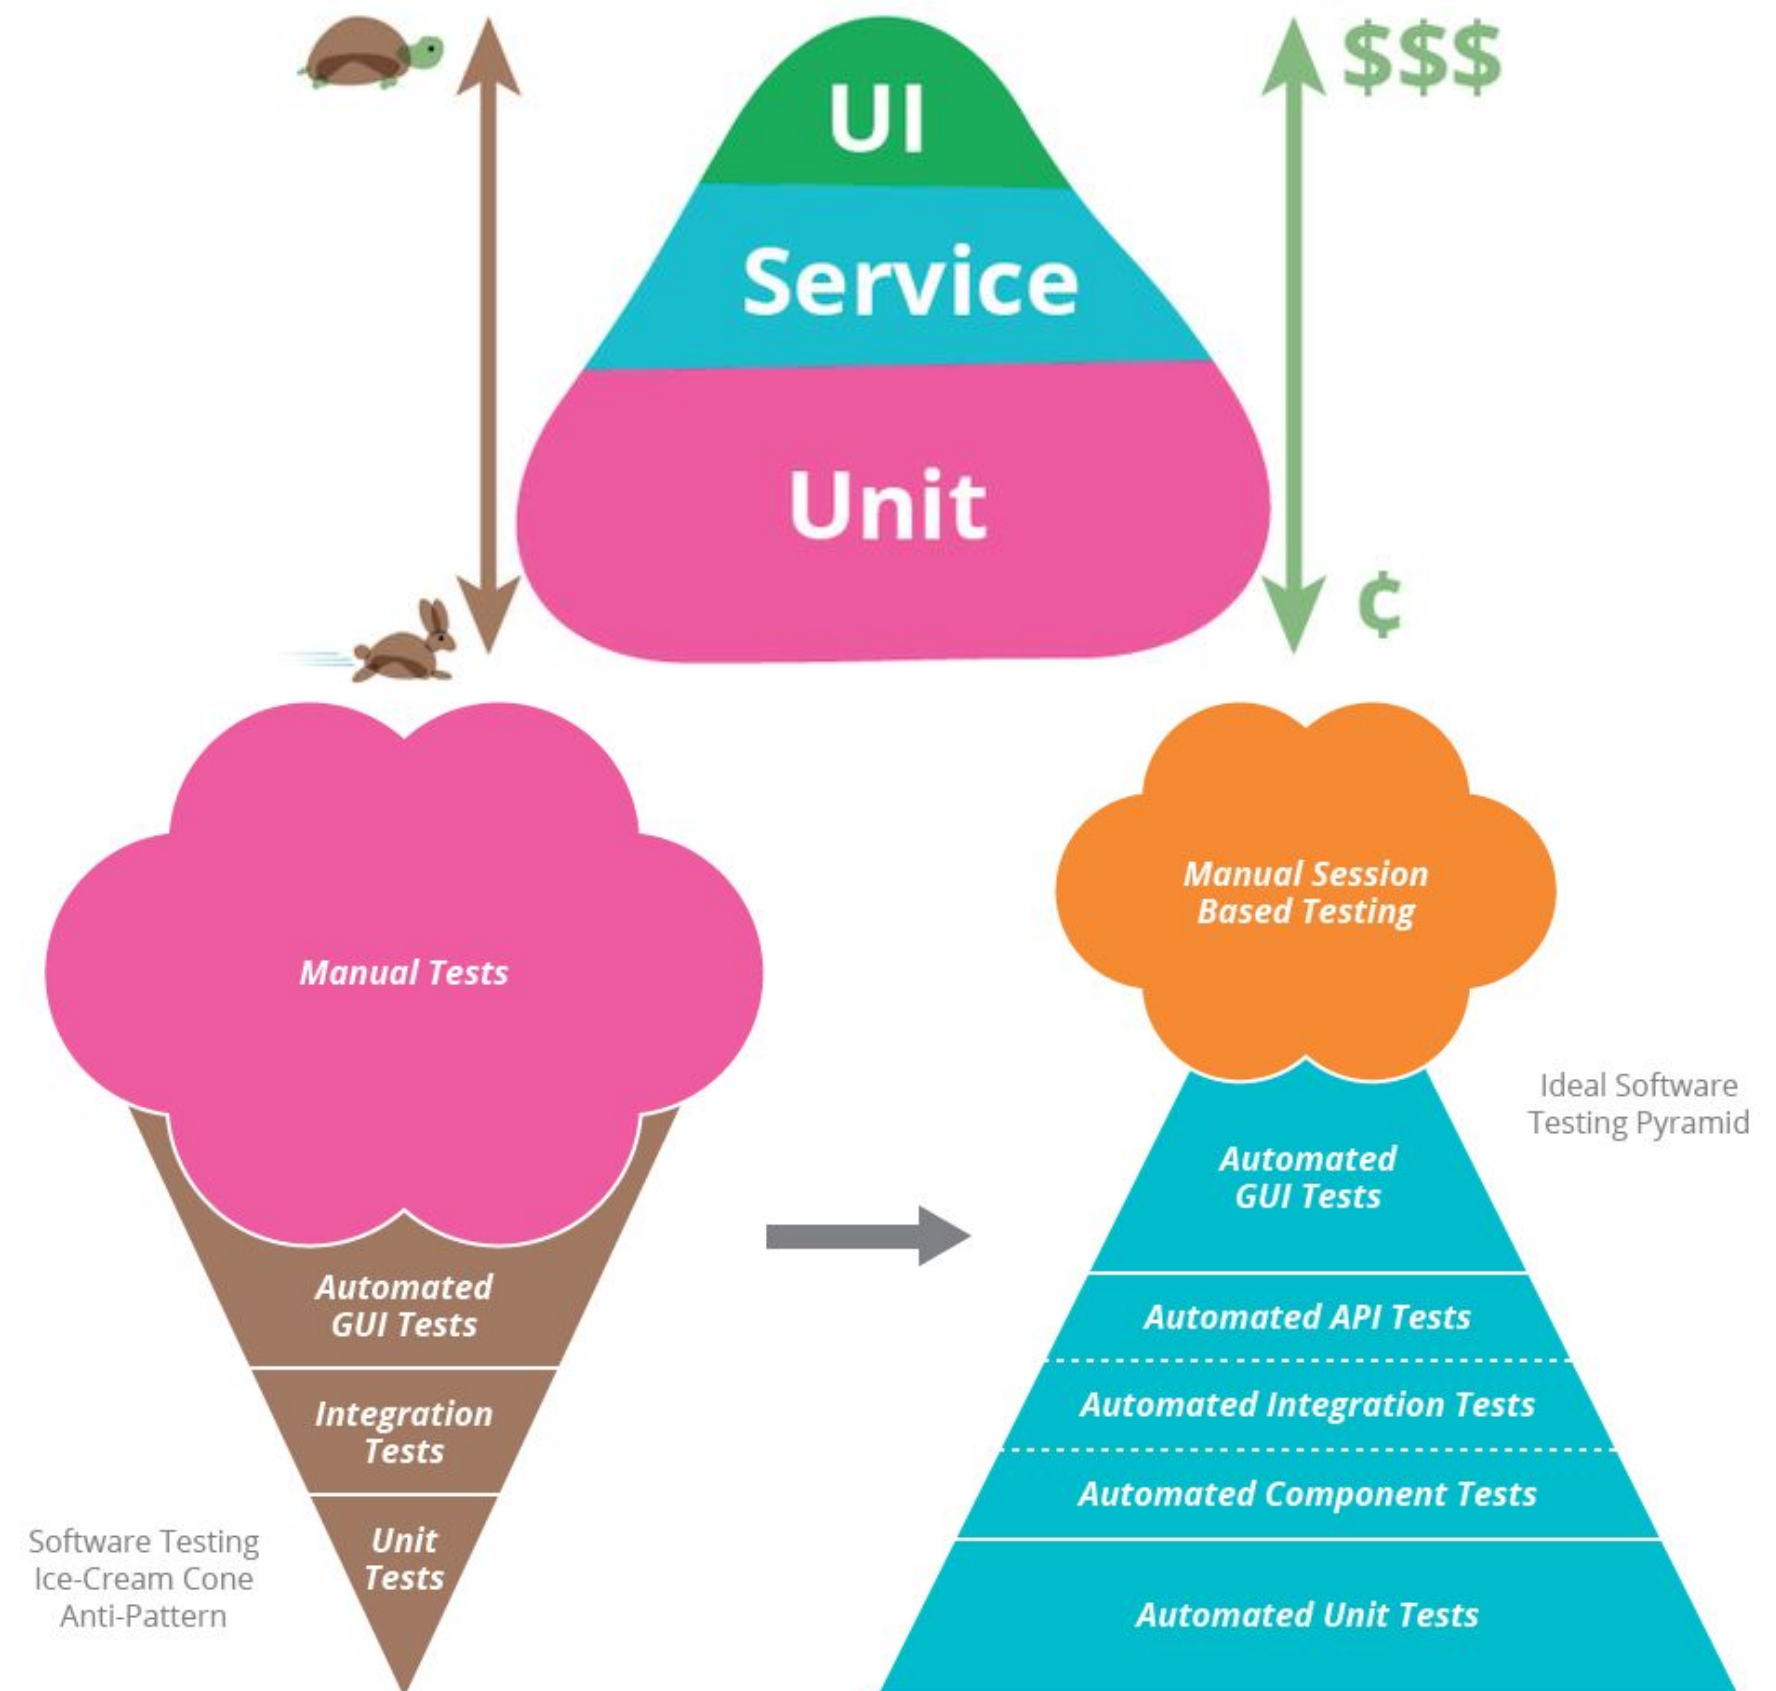 $$$
UI
Service
Unit
¢
Manual Tests
Automated
GUI Tests
Integration
Tests
Unit
Tests
Software Testing
Ice-Cream Cone
Anti-Pattern
Manual Session
Based Testing
Ideal Software
Testing Pyramid
Automated
GUI Tests
Automated API Tests
Automated Integration Tests
Automated Component Tests
Automated Unit Tests